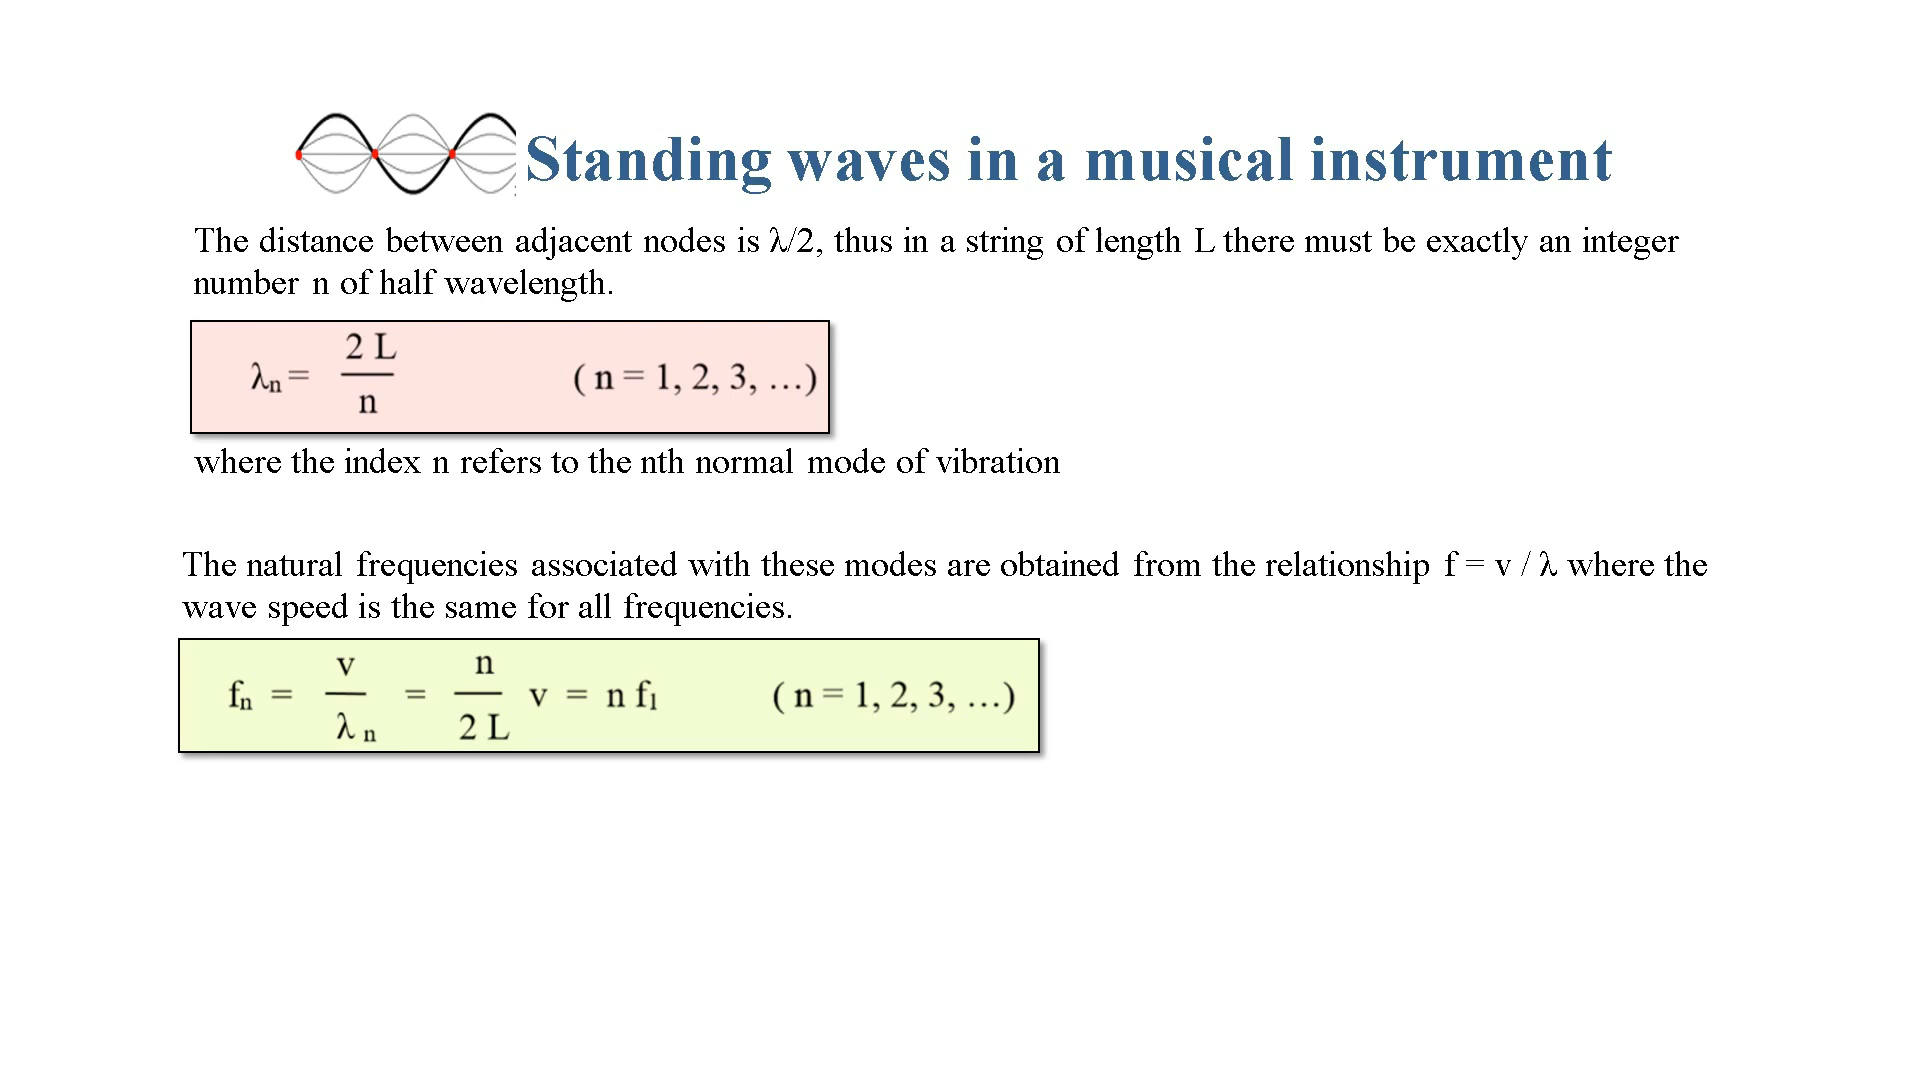 Standing waves in a musical instrument
The distance between adjacent nodes is λ/2, thus in a string of length L there must be exactly an integer
number n of half wavelength.
λn = 2 L / n ( n = 1, 2, 3, …)
where the index n refers to the nth normal mode of vibration
The natural frequencies associated with these modes are obtained from the relationship f = v / λ where the
wave speed is the same for all frequencies.
fn = v / λ n = n / 2 L v = n f1 ( n = 1, 2, 3, …)